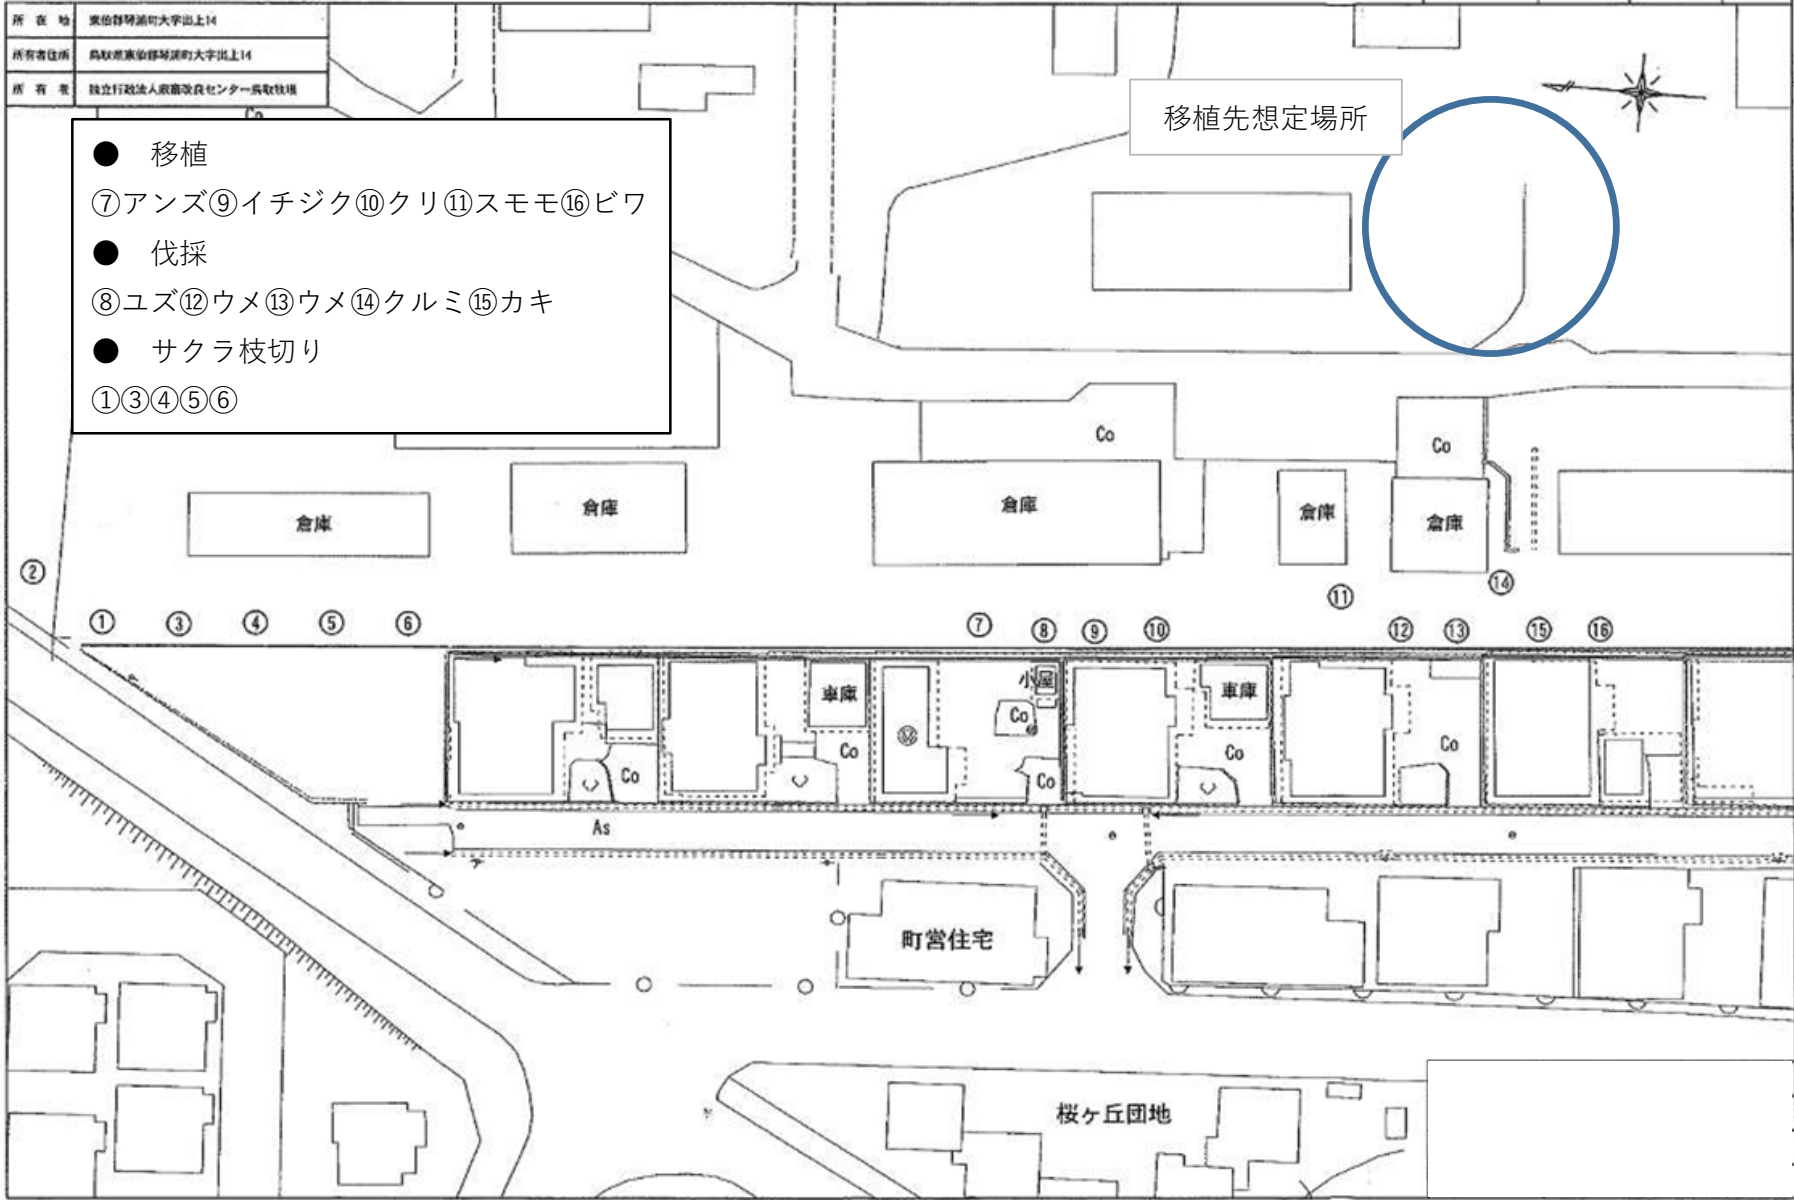 所在地 東伯郡琴浦町大字出上14
所有者住所 鳥取県東伯郡琴浦町大字出上14
所有者 独立行政法人家畜改良センター鳥取牧場
Co
● 移植
⑦アンズ⑨イチジク⑩クリ⑪スモモ⑯ビワ
● 伐採
⑧ユズ⑫ウメ⑬ウメ⑭クルミ⑮カキ
● サクラ枝切り
①③④⑤⑥
移植先想定場所
Co
Co
倉庫
倉庫
倉庫
倉庫
倉庫
②
⑭
⑪
① ③ ④ ⑤ ⑥ ⑦ ⑧ ⑨ ⑩ ⑫ ⑬ ⑮ ⑯
車庫
小屋
車庫
Co
Co
Co
Co
Co
Co
As
町営住宅
桜ヶ丘団地